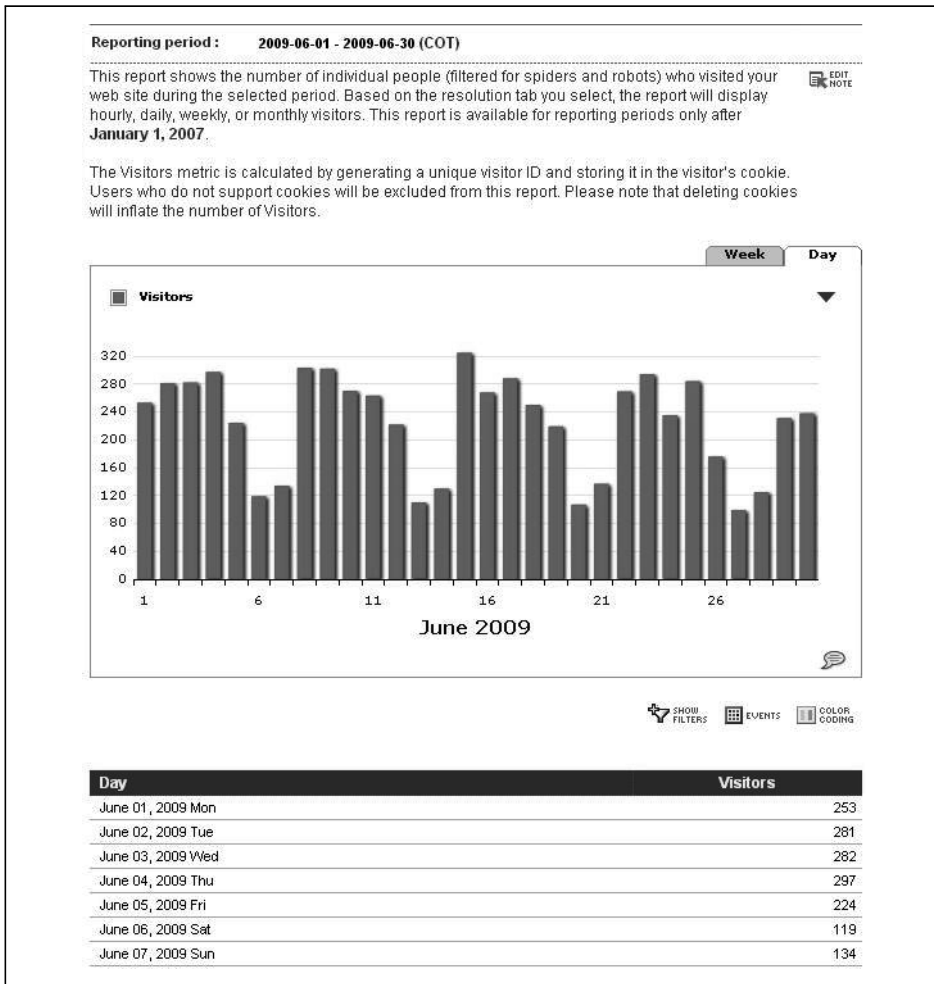 Reporting period : 2009-06-01 - 2009-06-30 (COT)
This report shows the number of individual people (filtered for spiders and robots) who visited your
web site during the selected period. Based on the resolution tab you select, the report will display
hourly, daily, weekly, or monthly visitors. This report is available for reporting periods only after
January 1, 2007.
EDIT
NOTE
The Visitors metric is calculated by generating a unique visitor ID and storing it in the visitor's cookie.
Users who do not support cookies will be excluded from this report. Please note that deleting cookies
will inflate the number of Visitors.
Week Day
Visitors
320
280
240
200
160
120
80
40
0
1 6 11 16 21 26
June 2009
SHOW
FILTERS
EVENTS
COLOR
CODING
Day Visitors
June 01, 2009 Mon 253
June 02, 2009 Tue 281
June 03, 2009 Wed 282
June 04, 2009 Thu 297
June 05, 2009 Fri 224
June 06, 2009 Sat 119
June 07, 2009 Sun 134